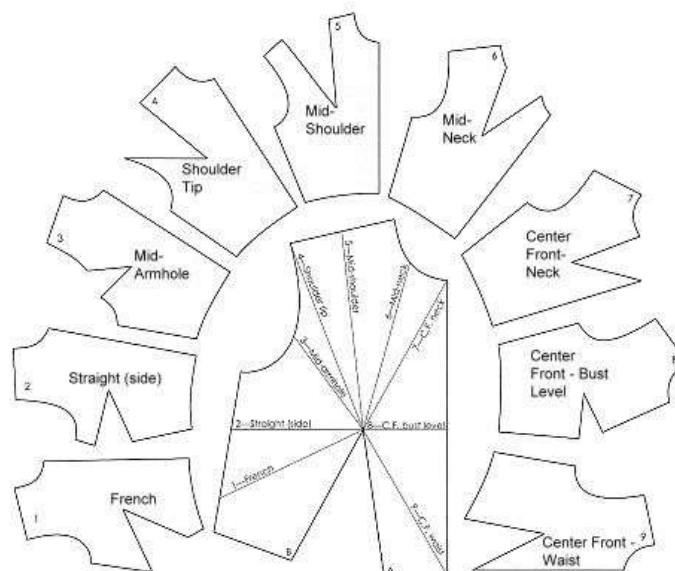 5
Mid-
Shoulder
4
Shoulder
Tip
6
Mid-
Neck
3
Mid-
Armhole
7
Center
Front-
Neck
2
Straight (side)
8
Center
Front - Bust
Level
1
French
9
Center Front -
Waist
1—French
2—Straight (side)
3—Mid armhole
4—Shoulder tip
5—Mid-shoulder
6—Mid-neck
7—C.F. neck
8—C.F. bust level
9—C.F. waist
B
A